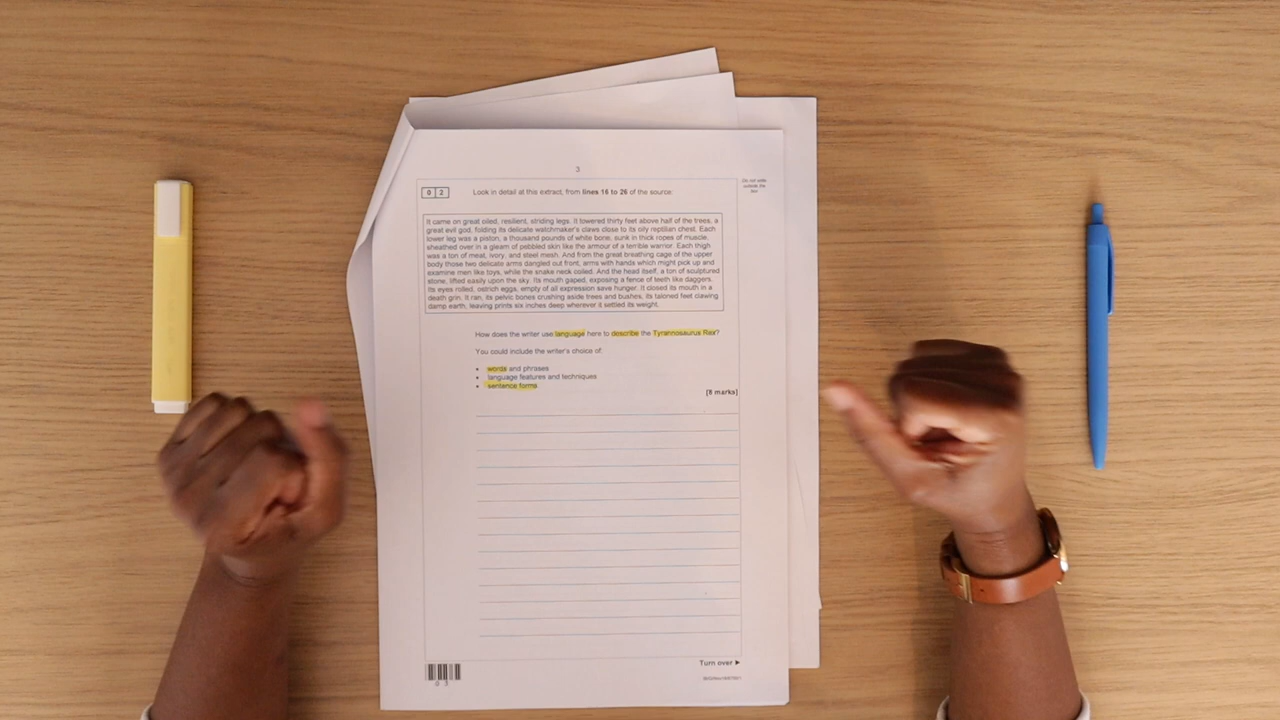 3
0 2 Look in detail at this extract, from lines 16 to 26 of the source:
Do not write
outside the
box
It came on great oiled, resilient, striding legs. It towered thirty feet above half of the trees, a
great evil god, folding its delicate watchmaker's claws close to its oily reptilian chest. Each
lower leg was a piston, a thousand pounds of white bone, sunk in thick ropes of muscle,
sheathed over in a gleam of pebbled skin like the armour of a terrible warrior. Each thigh
was a ton of meat, ivory, and steel mesh. And from the great breathing cage of the upper
body those two delicate arms dangled out front, arms with hands which might pick up and
examine men like toys, while the snake neck coiled. And the head itself, a ton of sculptured
stone, lifted easily upon the sky. Its mouth gaped, exposing a fence of teeth like daggers.
Its eyes rolled, ostrich eggs, empty of all expression save hunger. It closed its mouth in a
death grin. It ran, its pelvic bones crushing aside trees and bushes, its taloned feet clawing
damp earth, leaving prints six inches deep wherever it settled its weight.
How does the writer use language here to describe the Tyrannosaurus Rex?
You could include the writer's choice of:
• words and phrases
• language features and techniques
• sentence forms
[8 marks]
Turn over ►
0 3